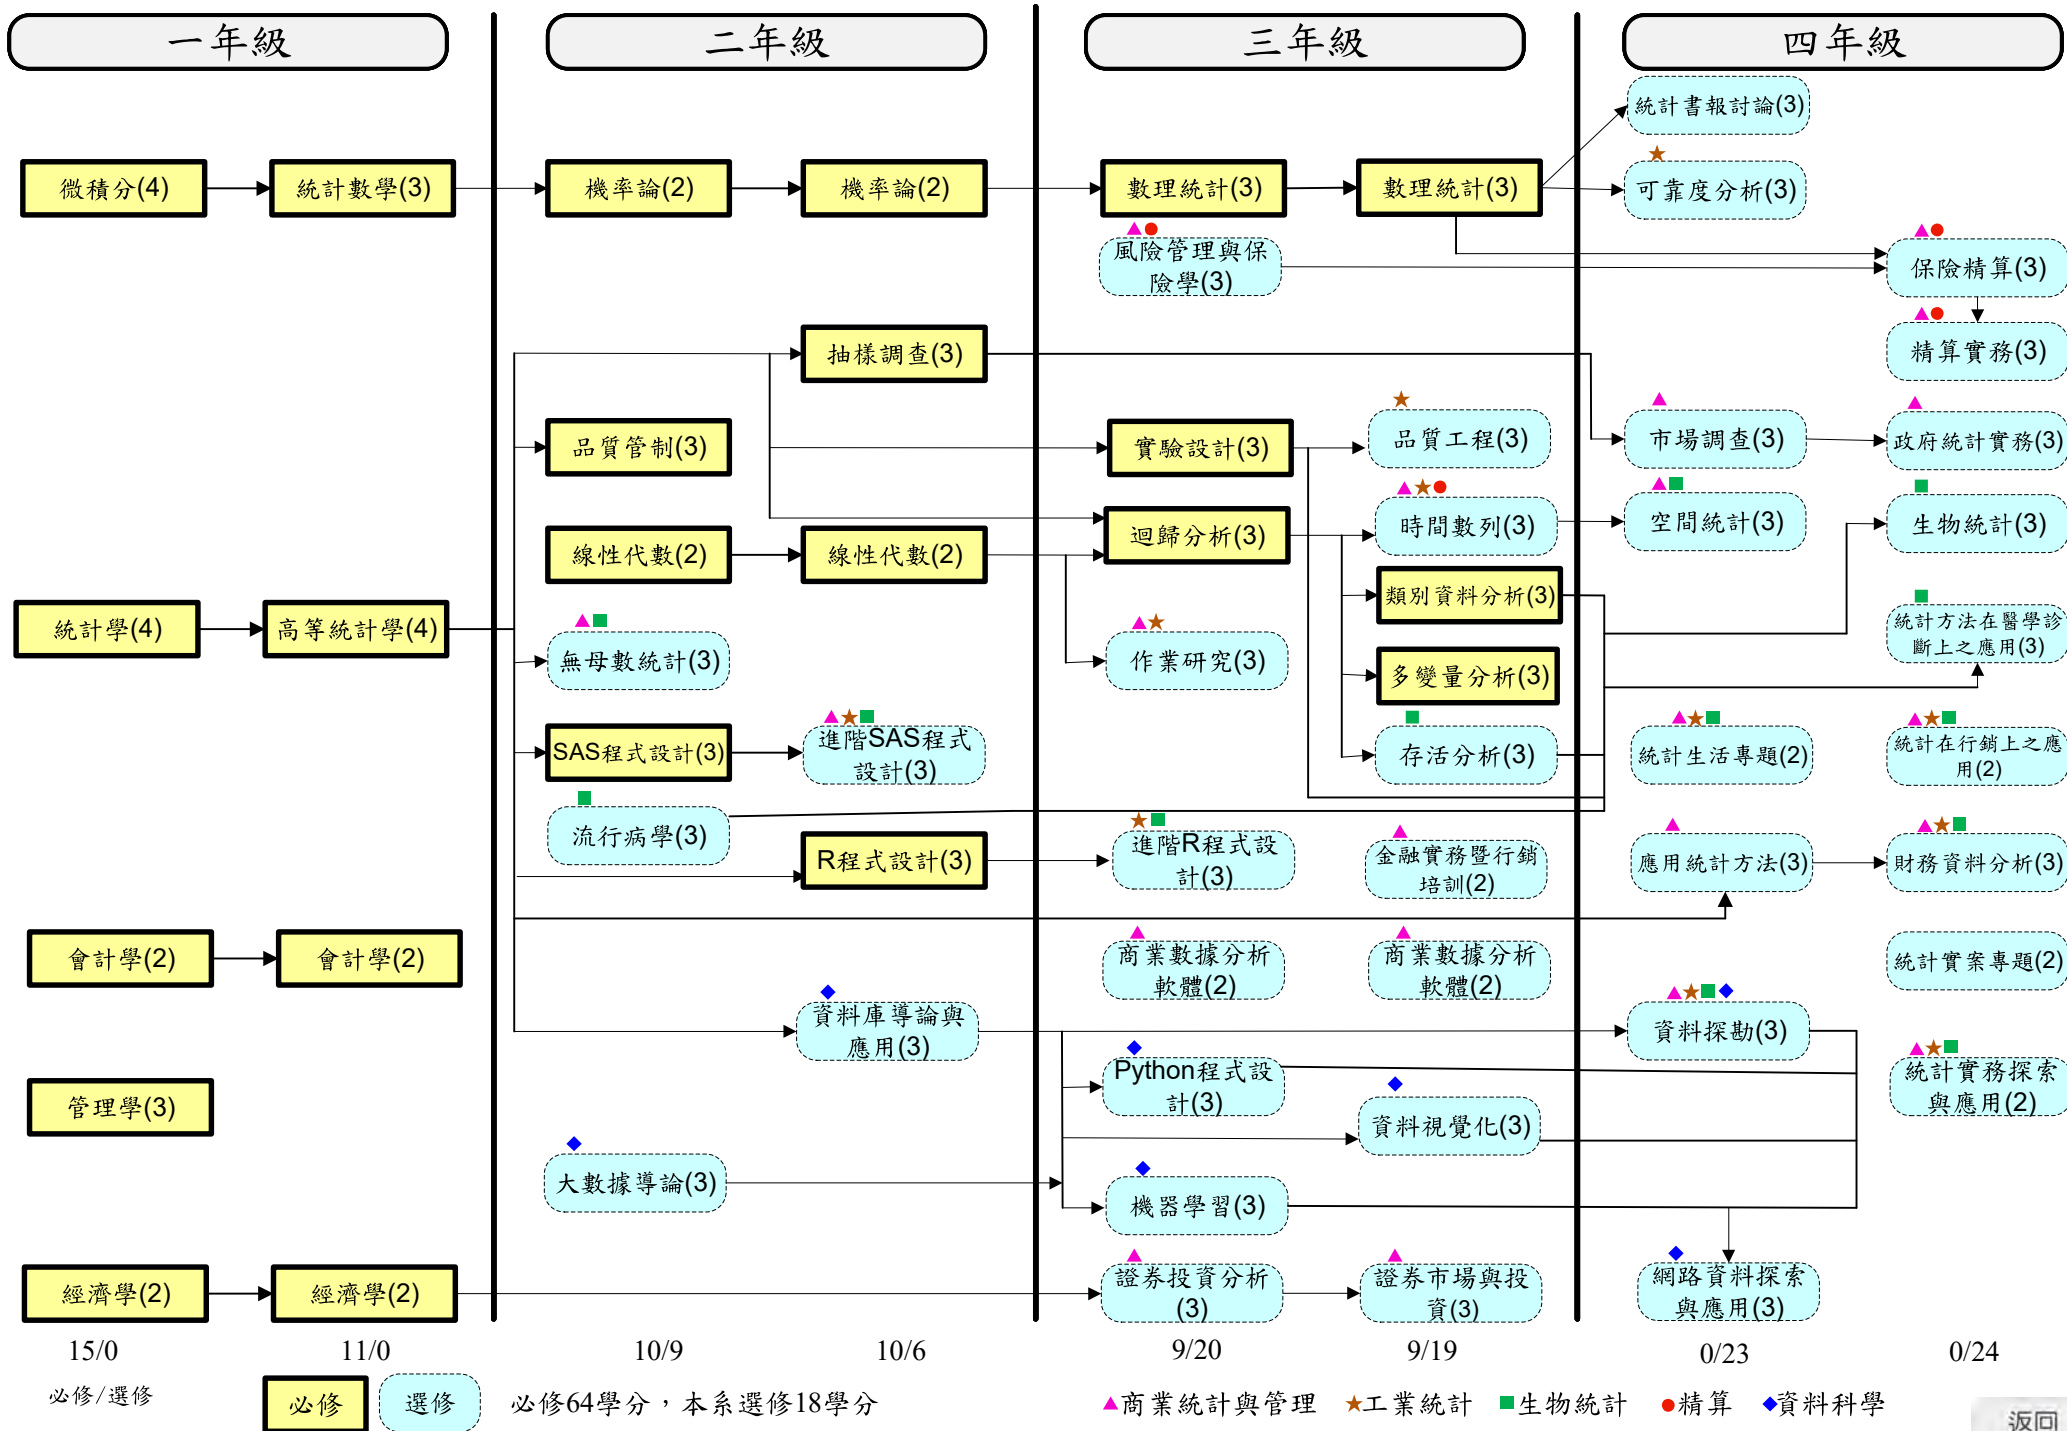 一年級
二年級
三年級
四年級
統計書報討論(3)
微積分(4)
統計數學(3)
機率論(2)
機率論(2)
數理統計(3)
數理統計(3)
可靠度分析(3)
風險管理與保
險學(3)
保險精算(3)
抽樣調查(3)
精算實務(3)
品質管制(3)
實驗設計(3)
品質工程(3)
市場調查(3)
政府統計實務(3)
線性代數(2)
線性代數(2)
迴歸分析(3)
時間數列(3)
空間統計(3)
生物統計(3)
類別資料分析(3)
統計學(4)
高等統計學(4)
無母數統計(3)
作業研究(3)
多變量分析(3)
統計方法在醫學診
斷上之應用(3)
SAS程式設計(3)
進階SAS程式
設計(3)
存活分析(3)
統計生活專題(2)
統計在行銷上之應
用(2)
流行病學(3)
R程式設計(3)
進階R程式設
計(3)
金融實務暨行銷
培訓(2)
應用統計方法(3)
財務資料分析(3)
會計學(2)
會計學(2)
商業數據分析
軟體(2)
商業數據分析
軟體(2)
統計實案專題(2)
資料庫導論與
應用(3)
資料探勘(3)
管理學(3)
Python程式設
計(3)
資料視覺化(3)
統計實務探索
與應用(2)
大數據導論(3)
機器學習(3)
經濟學(2)
經濟學(2)
證券投資分析
(3)
證券市場與投
資(3)
網路資料探索
與應用(3)
15/0
11/0
10/9
10/6
9/20
9/19
0/23
0/24
必修/選修
必修
選修
必修64學分，本系選修18學分
商業統計與管理
工業統計
生物統計
精算
資料科學
返回